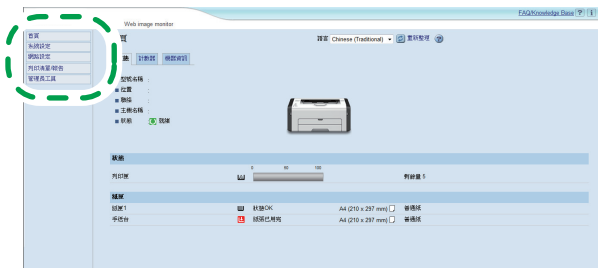 FAQ/Knowledge Base ? i
Web image monitor
首頁
系統設定
網路設定
列印清單/報告
管理員工具
頁
語言 Chinese (Traditional) 重新整理
計數器 機器資訊
型號名稱 :
位置 :
聯絡 :
主機名稱 :
狀態 就緒
狀態
0 50 100
列印匣 剩餘量 5
紙匣
紙匣1 狀態OK A4 (210 x 297 mm) 普通紙
手送台 紙張已用完 A4 (210 x 297 mm) 普通紙